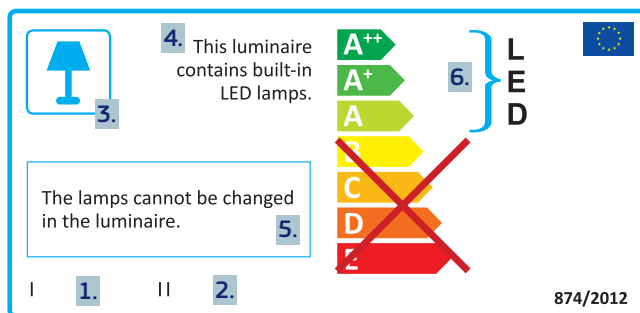 4. This luminaire
contains built-in
LED lamps.
3.
A++
A+
A
B
C
D
E
6.
L
E
D
The lamps cannot be changed
in the luminaire.
5.
I 1. II 2.
874/2012